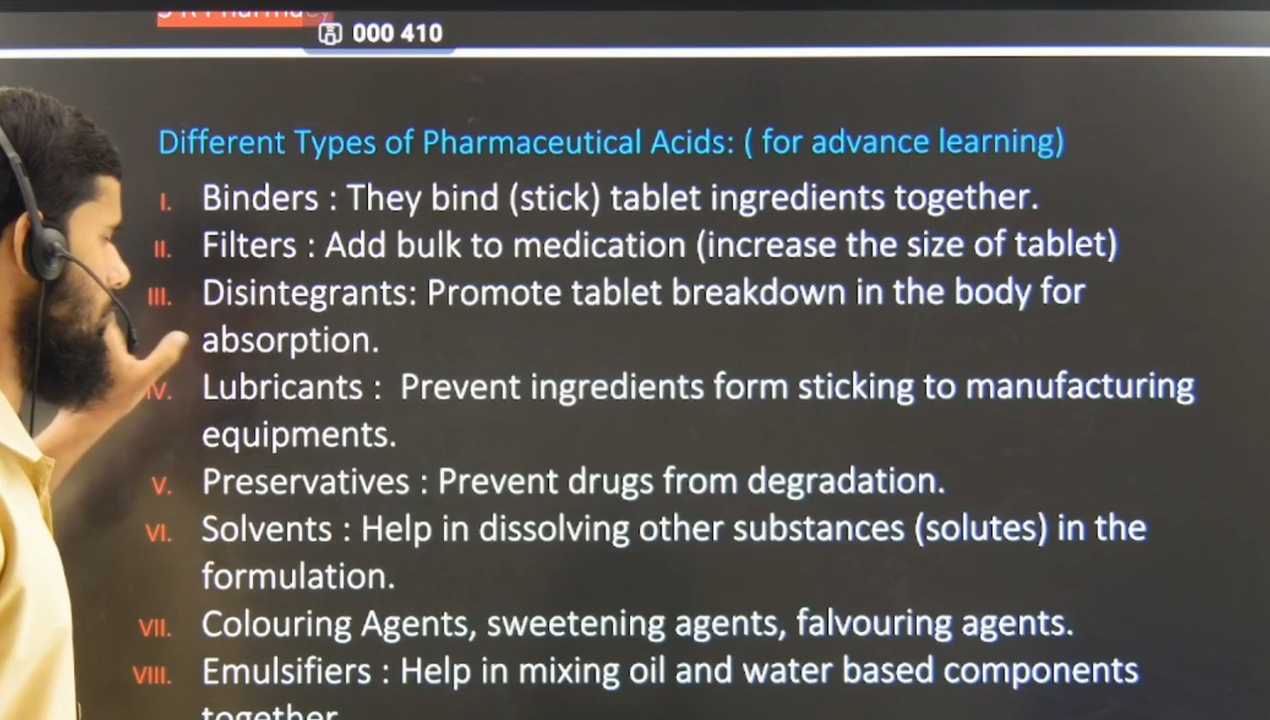 000 410
Different Types of Pharmaceutical Acids: ( for advance learning)
I. Binders : They bind (stick) tablet ingredients together.
II. Filters : Add bulk to medication (increase the size of tablet)
III. Disintegrants: Promote tablet breakdown in the body for
absorption.
IV. Lubricants : Prevent ingredients form sticking to manufacturing
equipments.
V. Preservatives : Prevent drugs from degradation.
VI. Solvents : Help in dissolving other substances (solutes) in the
formulation.
VII. Colouring Agents, sweetening agents, falvouring agents.
VIII. Emulsifiers : Help in mixing oil and water based components
together